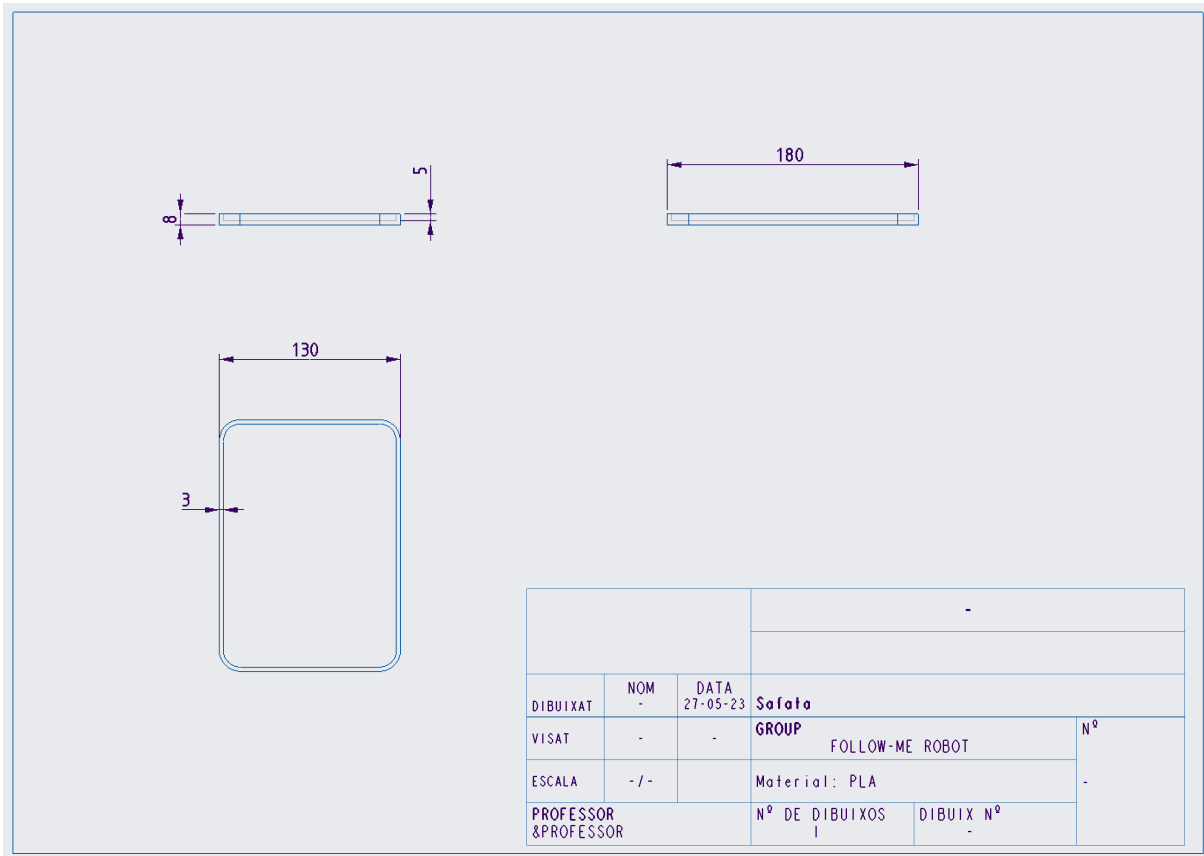 180
5
8
130
3
-
NOM DATA
DIBUIXAT - 27-05-23 Safata
VISAT - - GROUP Nº
FOLLOW-ME ROBOT
ESCALA -/- Material: PLA -
PROFESSOR Nº DE DIBUIXOS DIBUIX Nº
&PROFESSOR 1 -